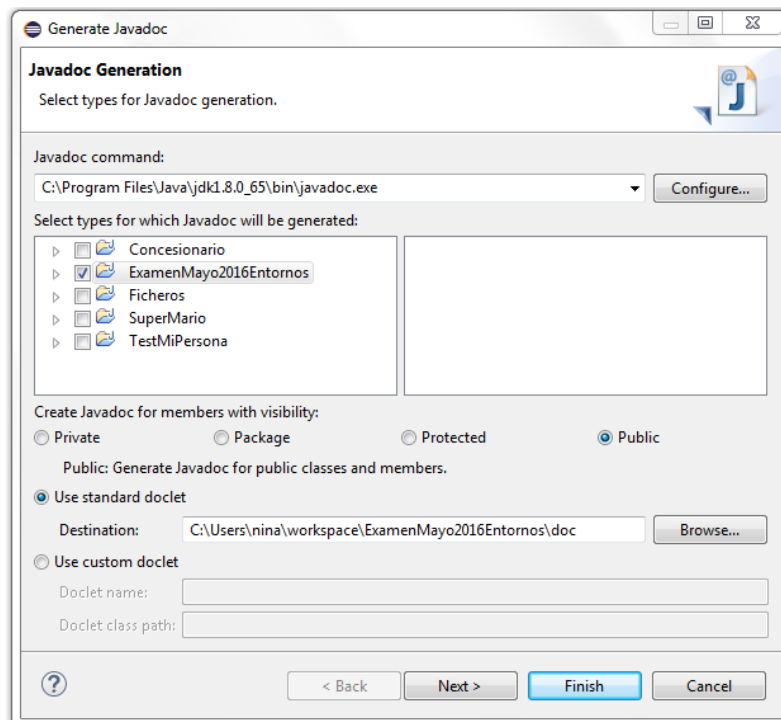 Generate Javadoc
Javadoc Generation
Select types for Javadoc generation.
@
J
Javadoc command:
C:\Program Files\Java\jdk1.8.0_65\bin\javadoc.exe
Configure...
Select types for which Javadoc will be generated:
Concesionario
ExamenMayo2016Entornos
Ficheros
SuperMario
TestMiPersona
Create Javadoc for members with visibility:
Private Package Protected Public
Public: Generate Javadoc for public classes and members.
Use standard doclet
Destination: C:\Users\nina\workspace\ExamenMayo2016Entornos\doc Browse...
Use custom doclet
Doclet name:
Doclet class path:
? < Back Next > Finish Cancel